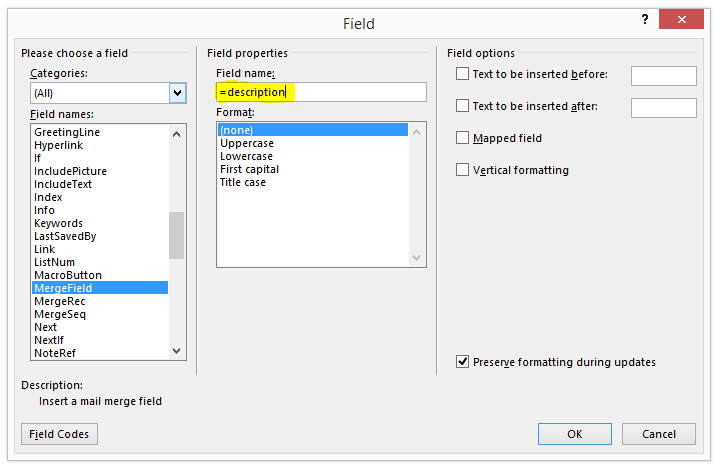 Field
?
Please choose a field
Categories:
(All)
Field names:
GreetingLine
Hyperlink
If
IncludePicture
IncludeText
Index
Info
Keywords
LastSavedBy
Link
ListNum
MacroButton
MergeField
MergeRec
MergeSeq
Next
NextIf
NoteRef
Field properties
Field name:
=description
Format:
(none)
Uppercase
Lowercase
First capital
Title case
Field options
Text to be inserted before:
Text to be inserted after:
Mapped field
Vertical formatting
Preserve formatting during updates
Description:
Insert a mail merge field
Field Codes
OK
Cancel